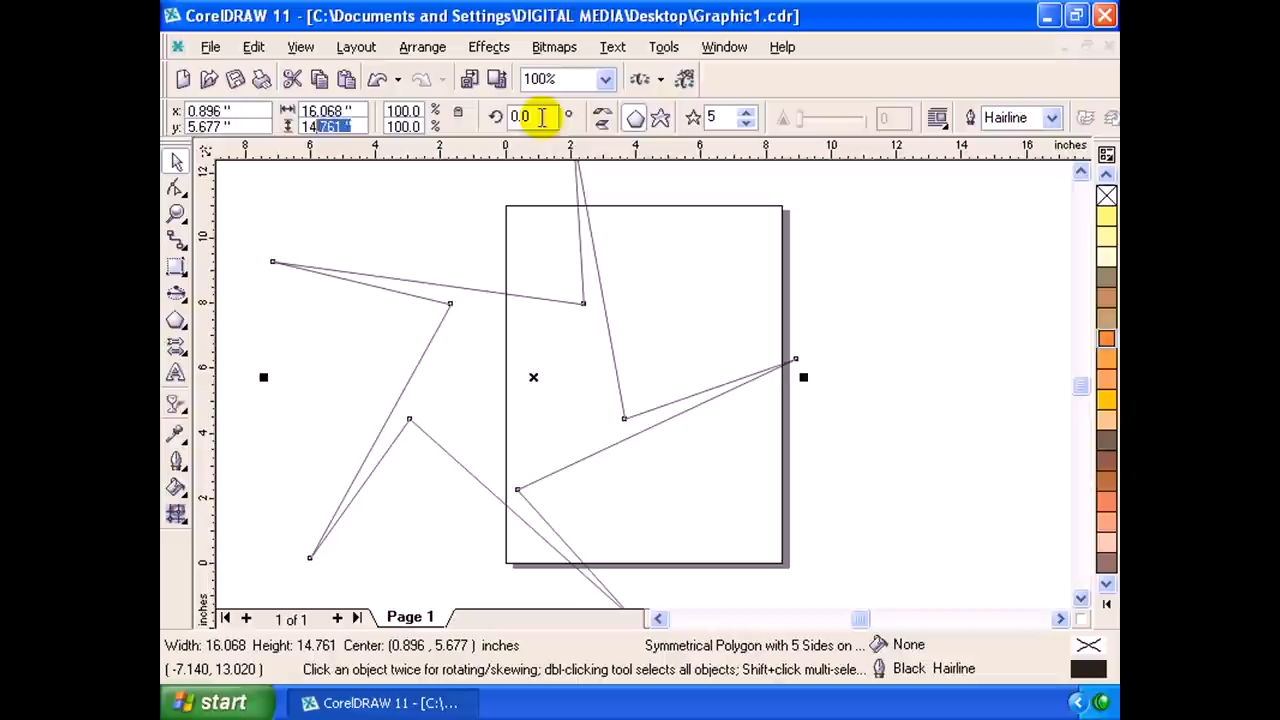 CorelDRAW 11 - [C:\Documents and Settings\DIGITAL MEDIA\Desktop\Graphic1.cdr]
File Edit View Layout Arrange Effects Bitmaps Text Tools Window Help
100%
x: 0.896 " 16.068 " 100.0 % 0.0 ° 5 0 Hairline
y: 5.677 " 14.761 " 100.0 %
8 6 4 2 0 2 4 6 8 10 12 14 16 inches
12
10
8
6
4
2
0
inches
1 of 1 Page 1
Width: 16.068 Height: 14.761 Center: (0.896 , 5.677 ) inches Symmetrical Polygon with 5 Sides on ... None
( -7.140, 13.020 ) Click an object twice for rotating/skewing; dbl-clicking tool selects all objects; Shift+click multi-sele... Black Hairline
start CorelDRAW 11 - [C:\...